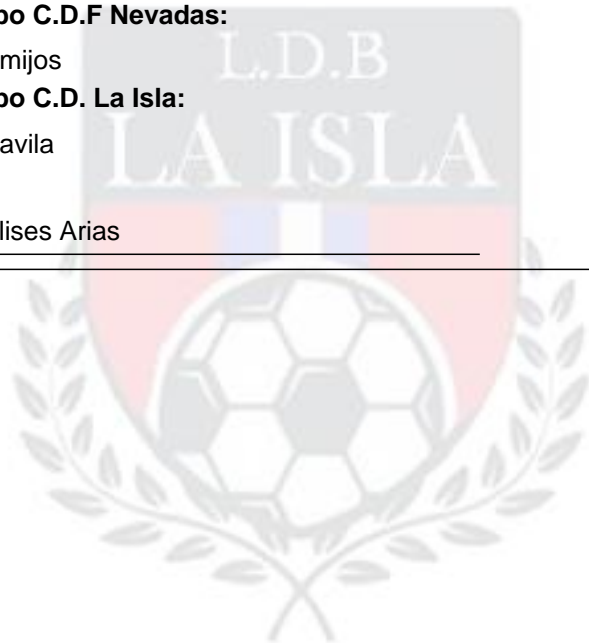 po C.D.F Nevadas:
mijos
L.D.B
po C.D. La Isla:
avila
LA ISLA
lises Arias